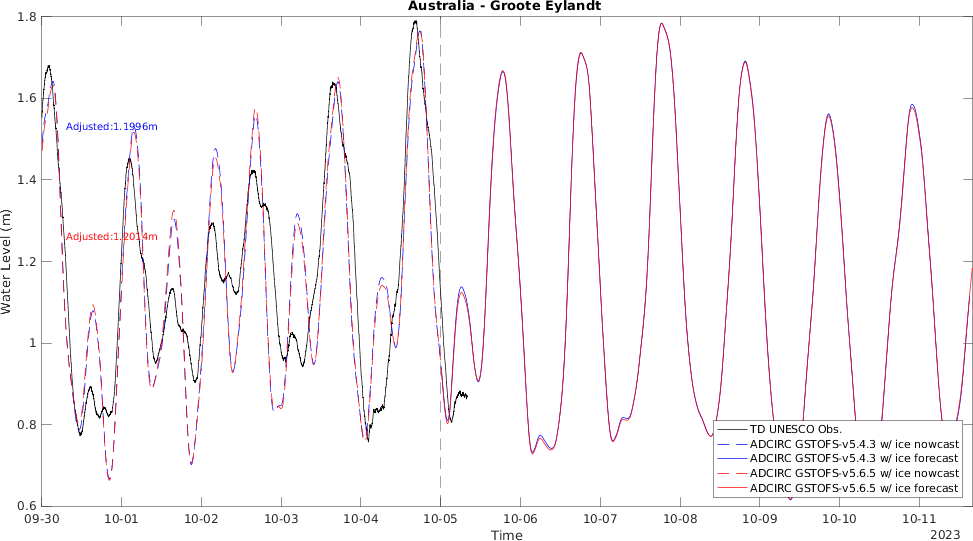 Australia - Groote Eylandt
1.8
1.6
1.4
1.2
1
0.8
0.6
Water Level (m)
Adjusted:1.1996m
Adjusted:1.2014m
TD UNESCO Obs.
ADCIRC GSTOFS-v5.4.3 w/ ice nowcast
ADCIRC GSTOFS-v5.4.3 w/ ice forecast
ADCIRC GSTOFS-v5.6.5 w/ ice nowcast
ADCIRC GSTOFS-v5.6.5 w/ ice forecast
09-30 10-01 10-02 10-03 10-04 10-05 10-06 10-07 10-08 10-09 10-10 10-11
Time
2023